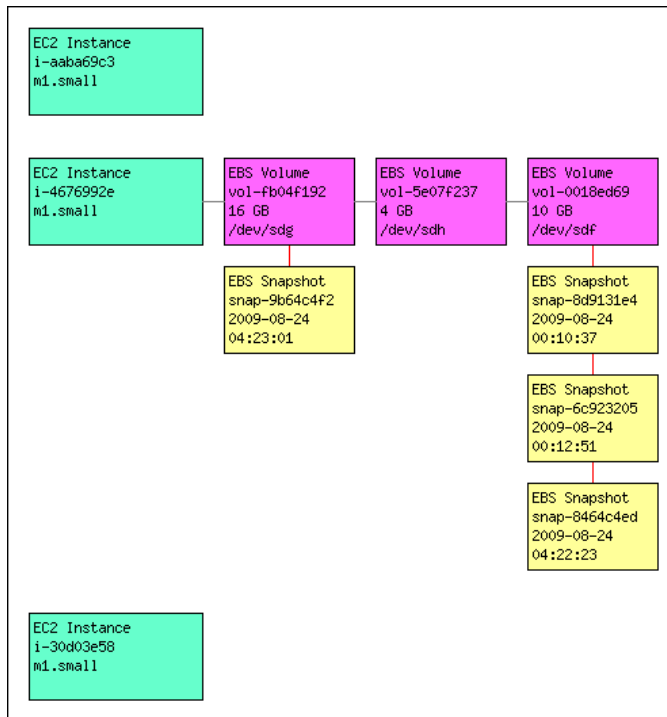 EC2 Instance
i-aaba69c3
m1.small
EC2 Instance
i-4676992e
m1.small
EBS Volume
vol-fb04f192
16 GB
/dev/sdg
EBS Volume
vol-5e07f237
4 GB
/dev/sdh
EBS Volume
vol-0018ed69
10 GB
/dev/sdf
EBS Snapshot
snap-9b64c4f2
2009-08-24
04:23:01
EBS Snapshot
snap-8d9131e4
2009-08-24
00:10:37
EBS Snapshot
snap-6c923205
2009-08-24
00:12:51
EBS Snapshot
snap-8464c4ed
2009-08-24
04:22:23
EC2 Instance
i-30d03e58
m1.small